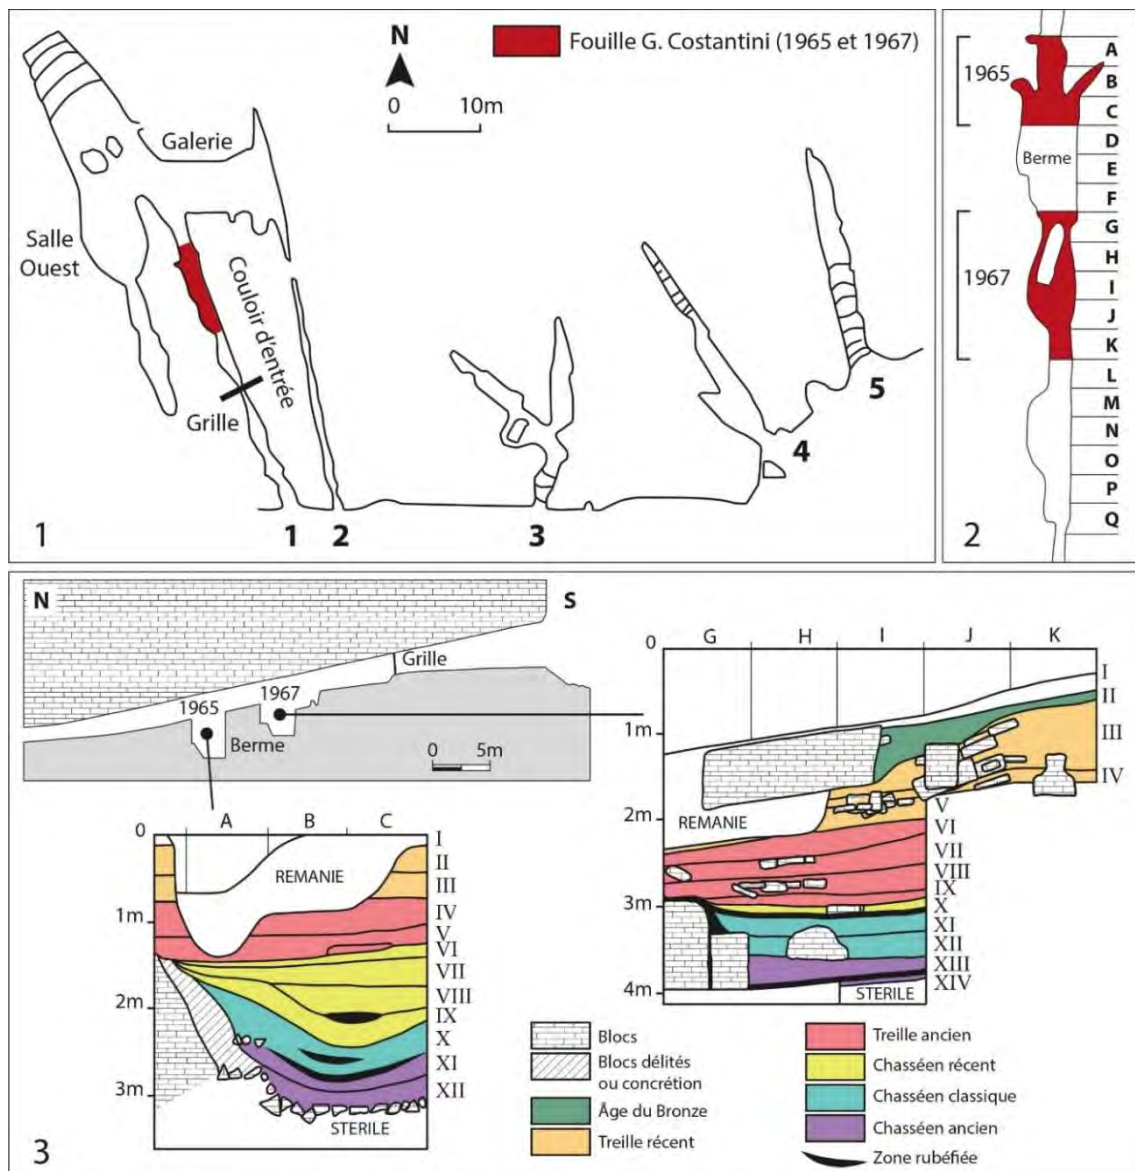 N
0 10m
Fouille G. Costantini (1965 et 1967)
Galerie
Salle
Ouest
Couloir d'entrée
Grille
1
2
3
4
5
1
1965
1967
Berme
A
B
C
D
E
F
G
H
I
J
K
L
M
N
O
P
Q
2
N
S
Grille
1965
1967
Berme
0 5m
0
A B C
REMANIE
1m
2m
3m
I
II
III
IV
V
VI
VII
VIII
IX
X
XI
XII
STERILE
0
G H I J K
1m
2m
3m
4m
REMANIE
I
II
III
IV
V
VI
VII
VIII
IX
X
XI
XII
XIII
XIV
STERILE
Blocs
Blocs délités
ou concrétion
Âge du Bronze
Treille récent
Treille ancien
Chasséen récent
Chasséen classique
Chasséen ancien
Zone rubéfiée
3